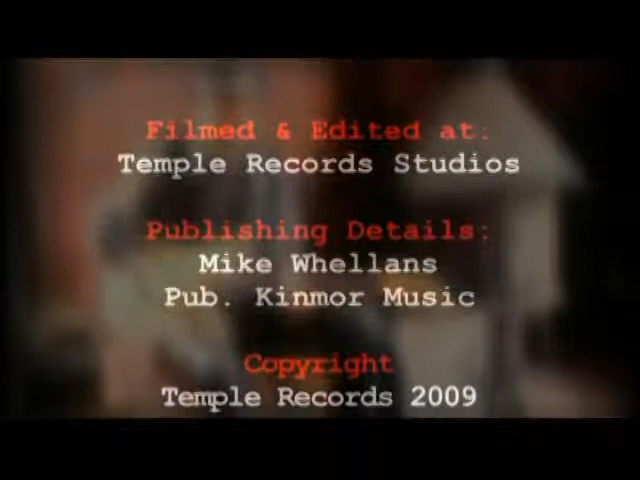 Filmed & Edited at:
Temple Records Studios
Publishing Details:
Mike Whellans
Pub. Kinmor Music
Copyright
Temple Records 2009